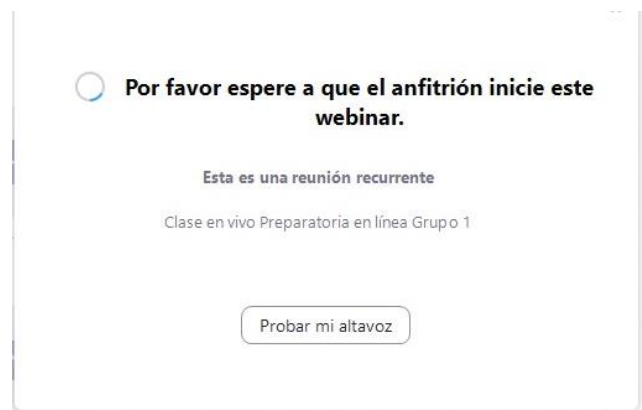 Por favor espere a que el anfitrión inicie este
webinar.
Esta es una reunión recurrente
Clase en vivo Preparatoria en línea Grupo 1
Probar mi altavoz